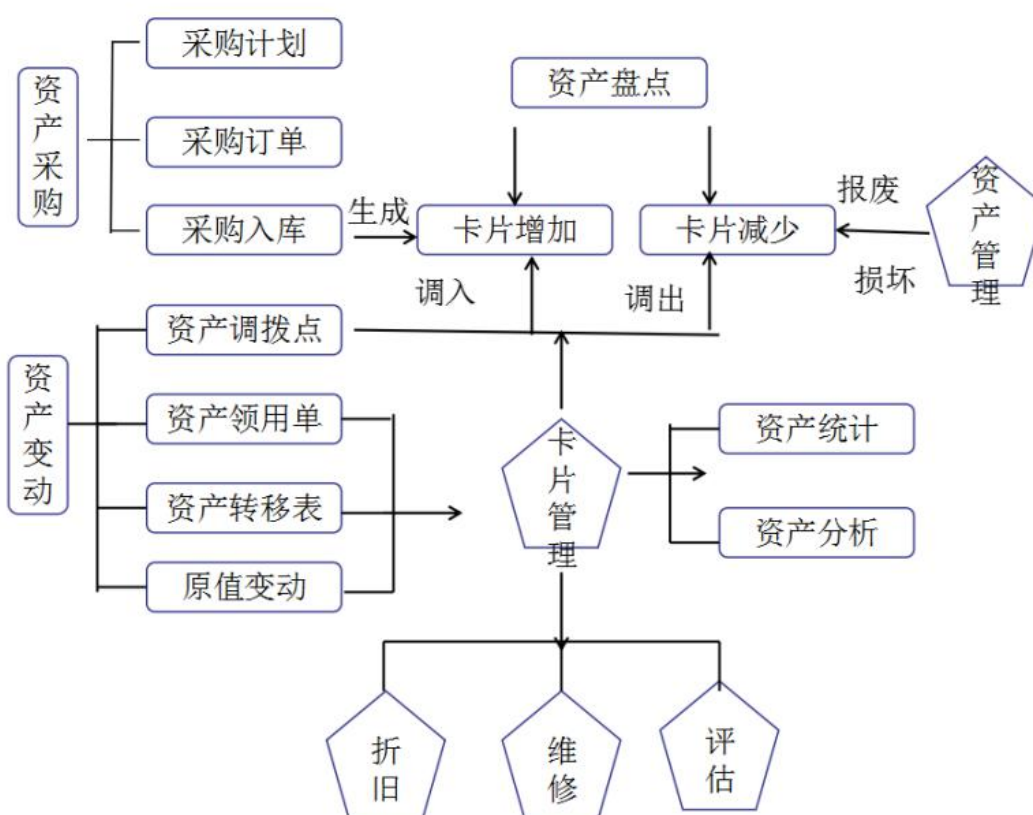 资产采购
采购计划
采购订单
采购入库
生成
资产盘点
卡片增加
卡片减少
报废
损坏
资产管理
调入
调出
资产变动
资产调拨点
资产领用单
资产转移表
原值变动
卡片管理
资产统计
资产分析
折旧
维修
评估